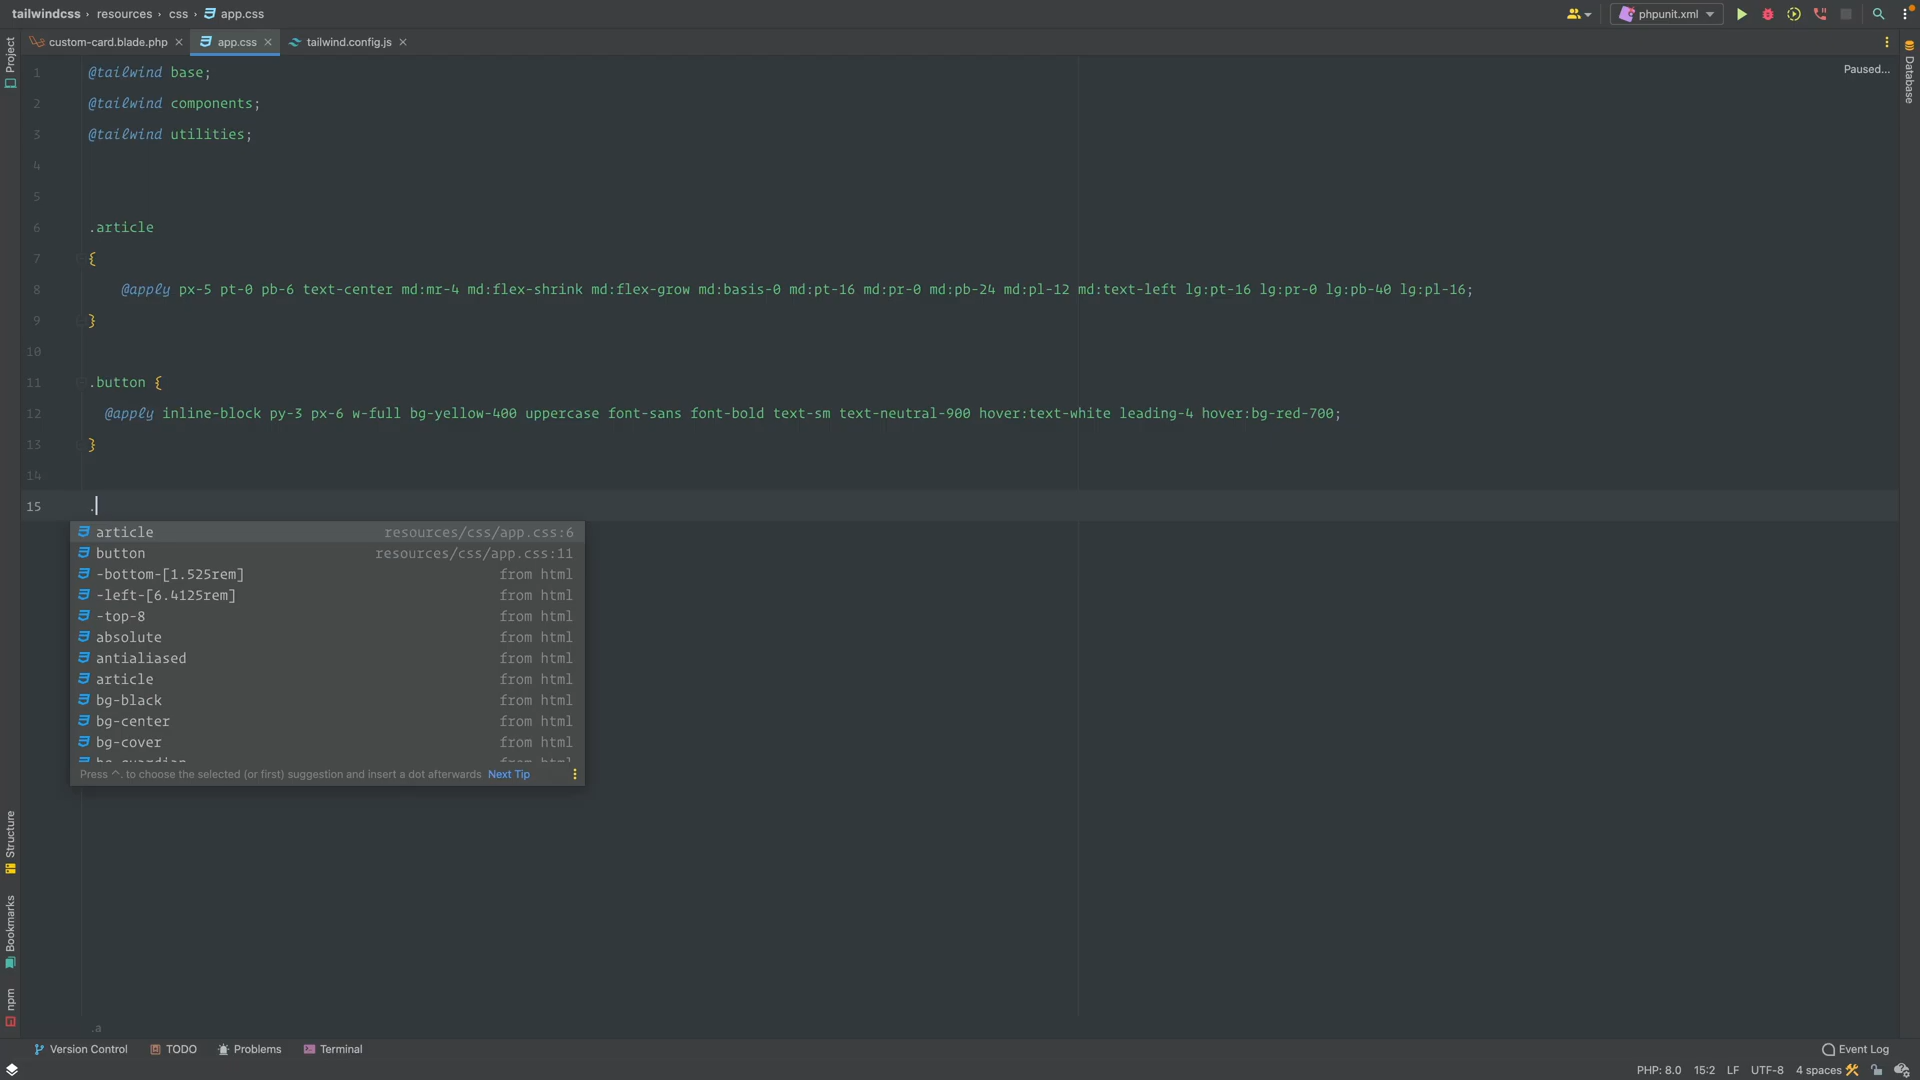 tailwindcss › resources › css › app.css
phpunit.xml
custom-card.blade.php
app.css
tailwind.config.js
Project
Database
Paused...
1 @tailwind base;
2 @tailwind components;
3 @tailwind utilities;
4
5
6 .article
7 {
8 @apply px-5 pt-0 pb-6 text-center md:mr-4 md:flex-shrink md:flex-grow md:basis-0 md:pt-16 md:pr-0 md:pb-24 md:pl-12 md:text-left lg:pt-16 lg:pr-0 lg:pb-40 lg:pl-16;
9 }
10
11 .button {
12 @apply inline-block py-3 px-6 w-full bg-yellow-400 uppercase font-sans font-bold text-sm text-neutral-900 hover:text-white leading-4 hover:bg-red-700;
13 }
14
15 .
article resources/css/app.css:6
button resources/css/app.css:11
-bottom-[1.525rem] from html
-left-[6.4125rem] from html
-top-8 from html
absolute from html
antialiased from html
article from html
bg-black from html
bg-center from html
bg-cover from html
Press ^. to choose the selected (or first) suggestion and insert a dot afterwards Next Tip
Structure
Bookmarks
npm
.a
Version Control
TODO
Problems
Terminal
Event Log
PHP: 8.0 15:2 LF UTF-8 4 spaces